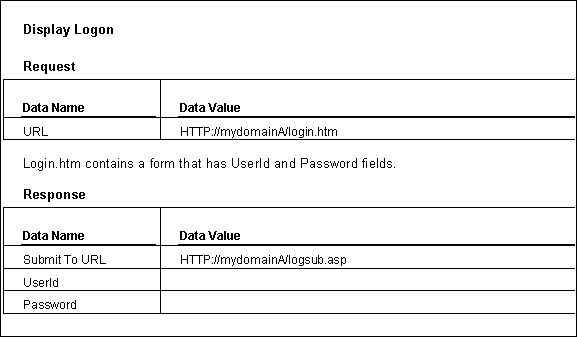 Display Logon
Request
Data Name Data Value
URL HTTP://mydomainA/login.htm
Login.htm contains a form that has UserId and Password fields.
Response
Data Name Data Value
Submit To URL HTTP://mydomainA/logsub.asp
UserId
Password